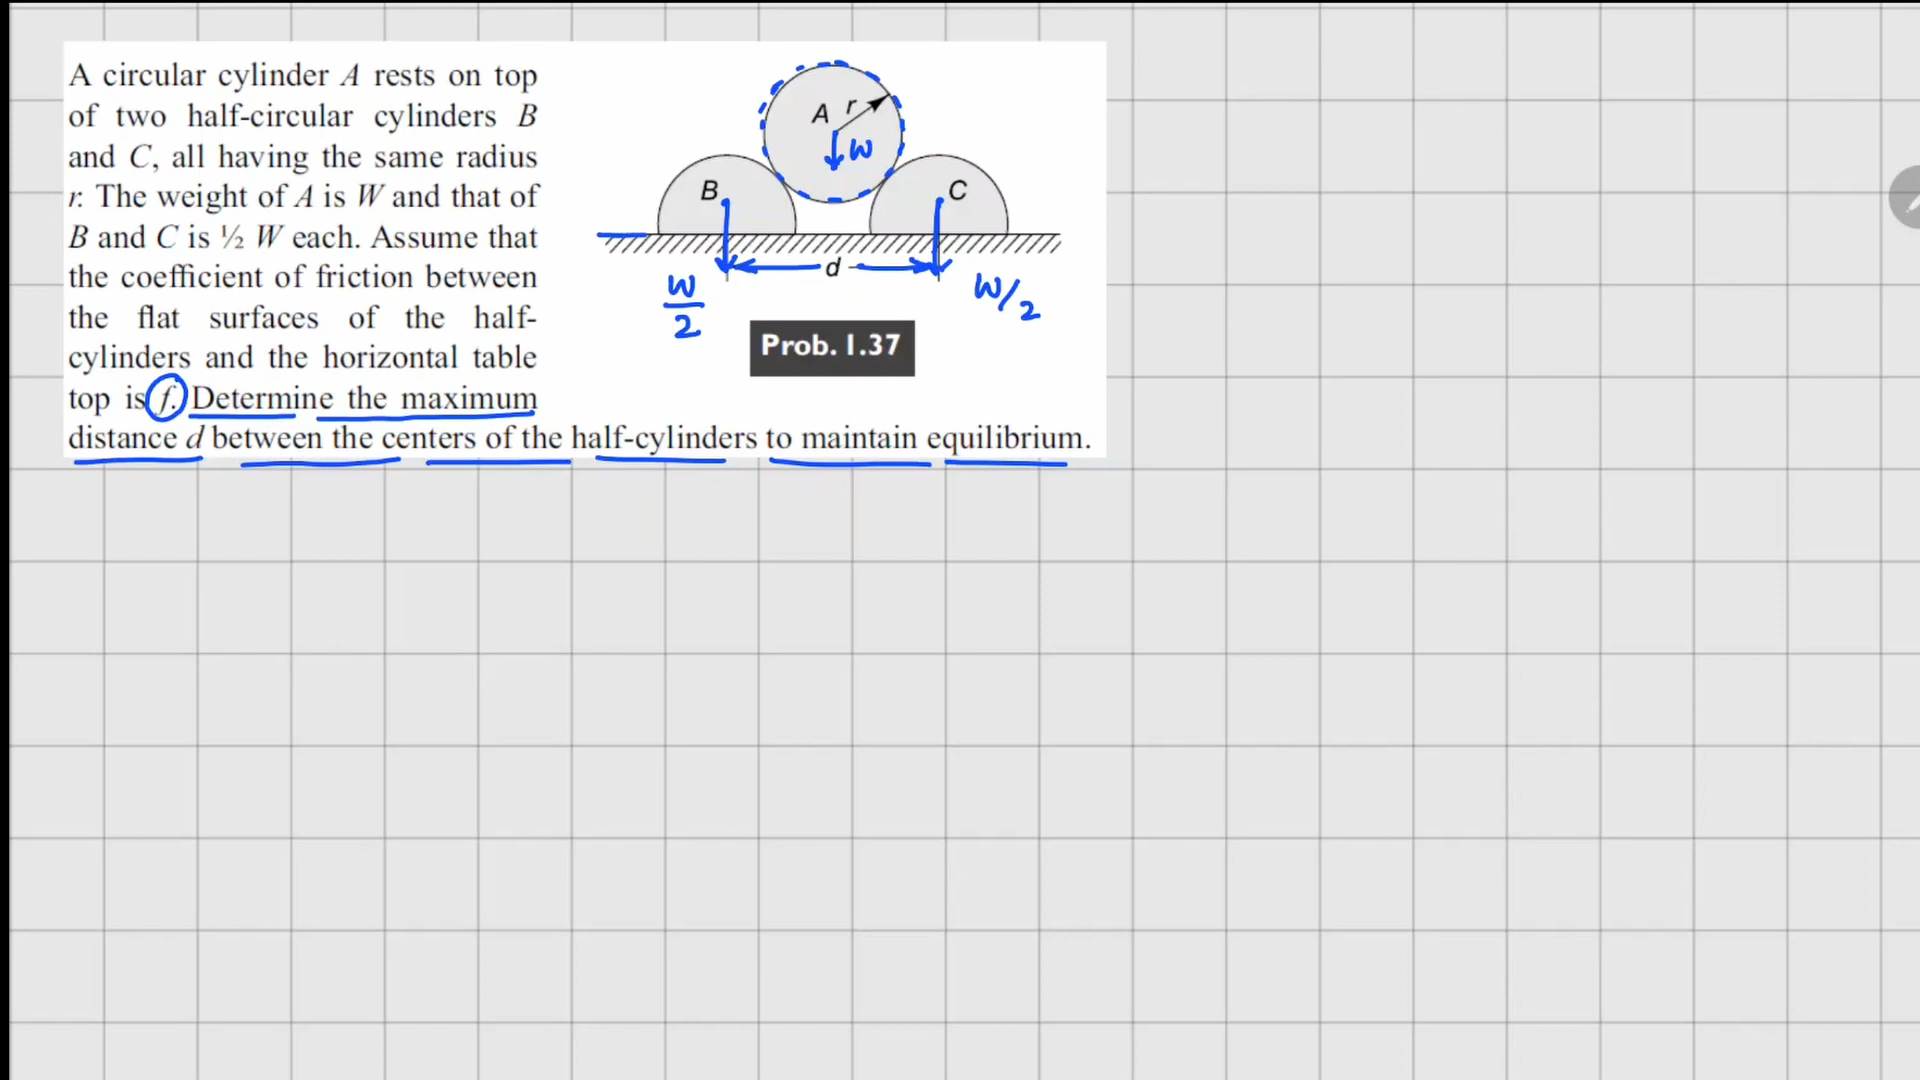 A circular cylinder A rests on top
of two half-circular cylinders B
and C, all having the same radius
r. The weight of A is W and that of
B and C is ½ W each. Assume that
the coefficient of friction between
the flat surfaces of the half-
cylinders and the horizontal table
top is f. Determine the maximum
distance d between the centers of the half-cylinders to maintain equilibrium.
A r
W
B
C
d
W
2
W/2
Prob. 1.37